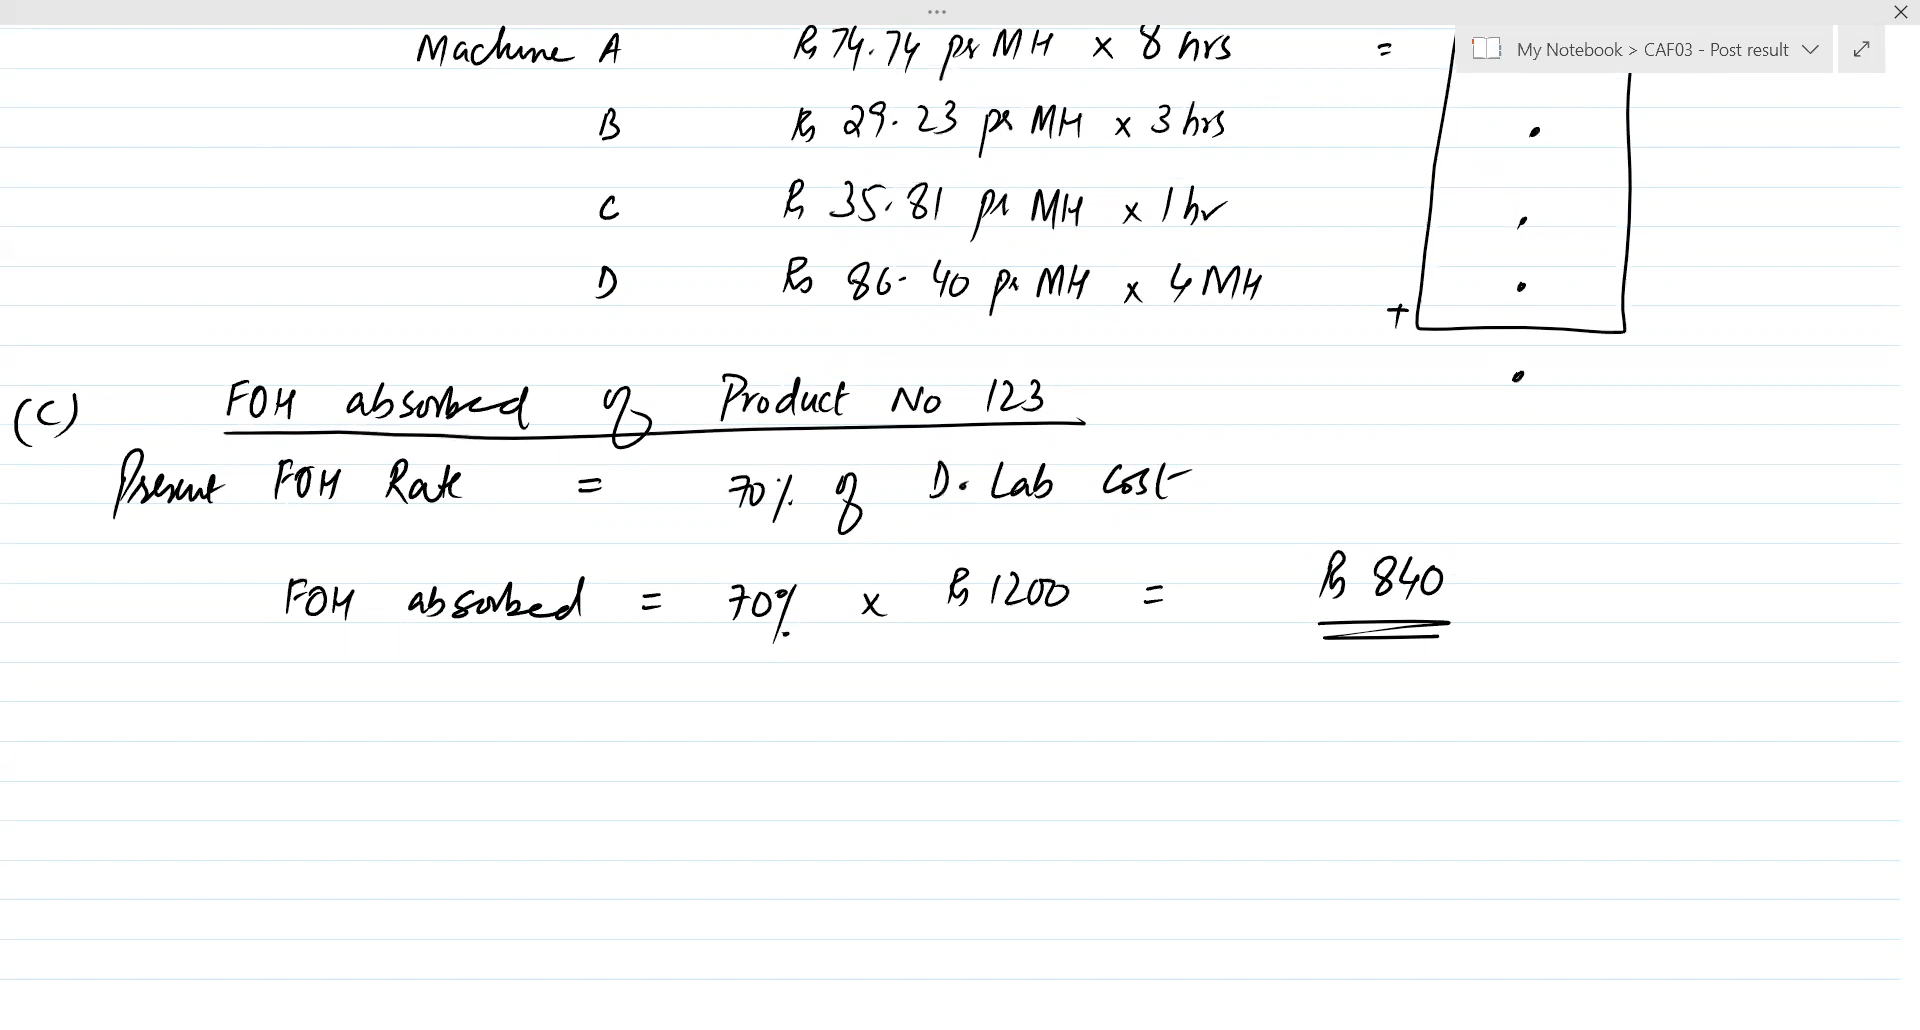 Machine A Rs 74.74 per MH x 8 hrs =
My Notebook > CAF03 - Post result
B Rs 29.23 per MH x 3 hrs
C Rs 35.81 per MH x 1 hr
D Rs 86.40 per MH x 4 MH
+
(C) FOH absorbed of Product No 123
Present FOH Rate = 70% of D. Lab Cost
FOH absorbed = 70% x Rs 1200 = Rs 840